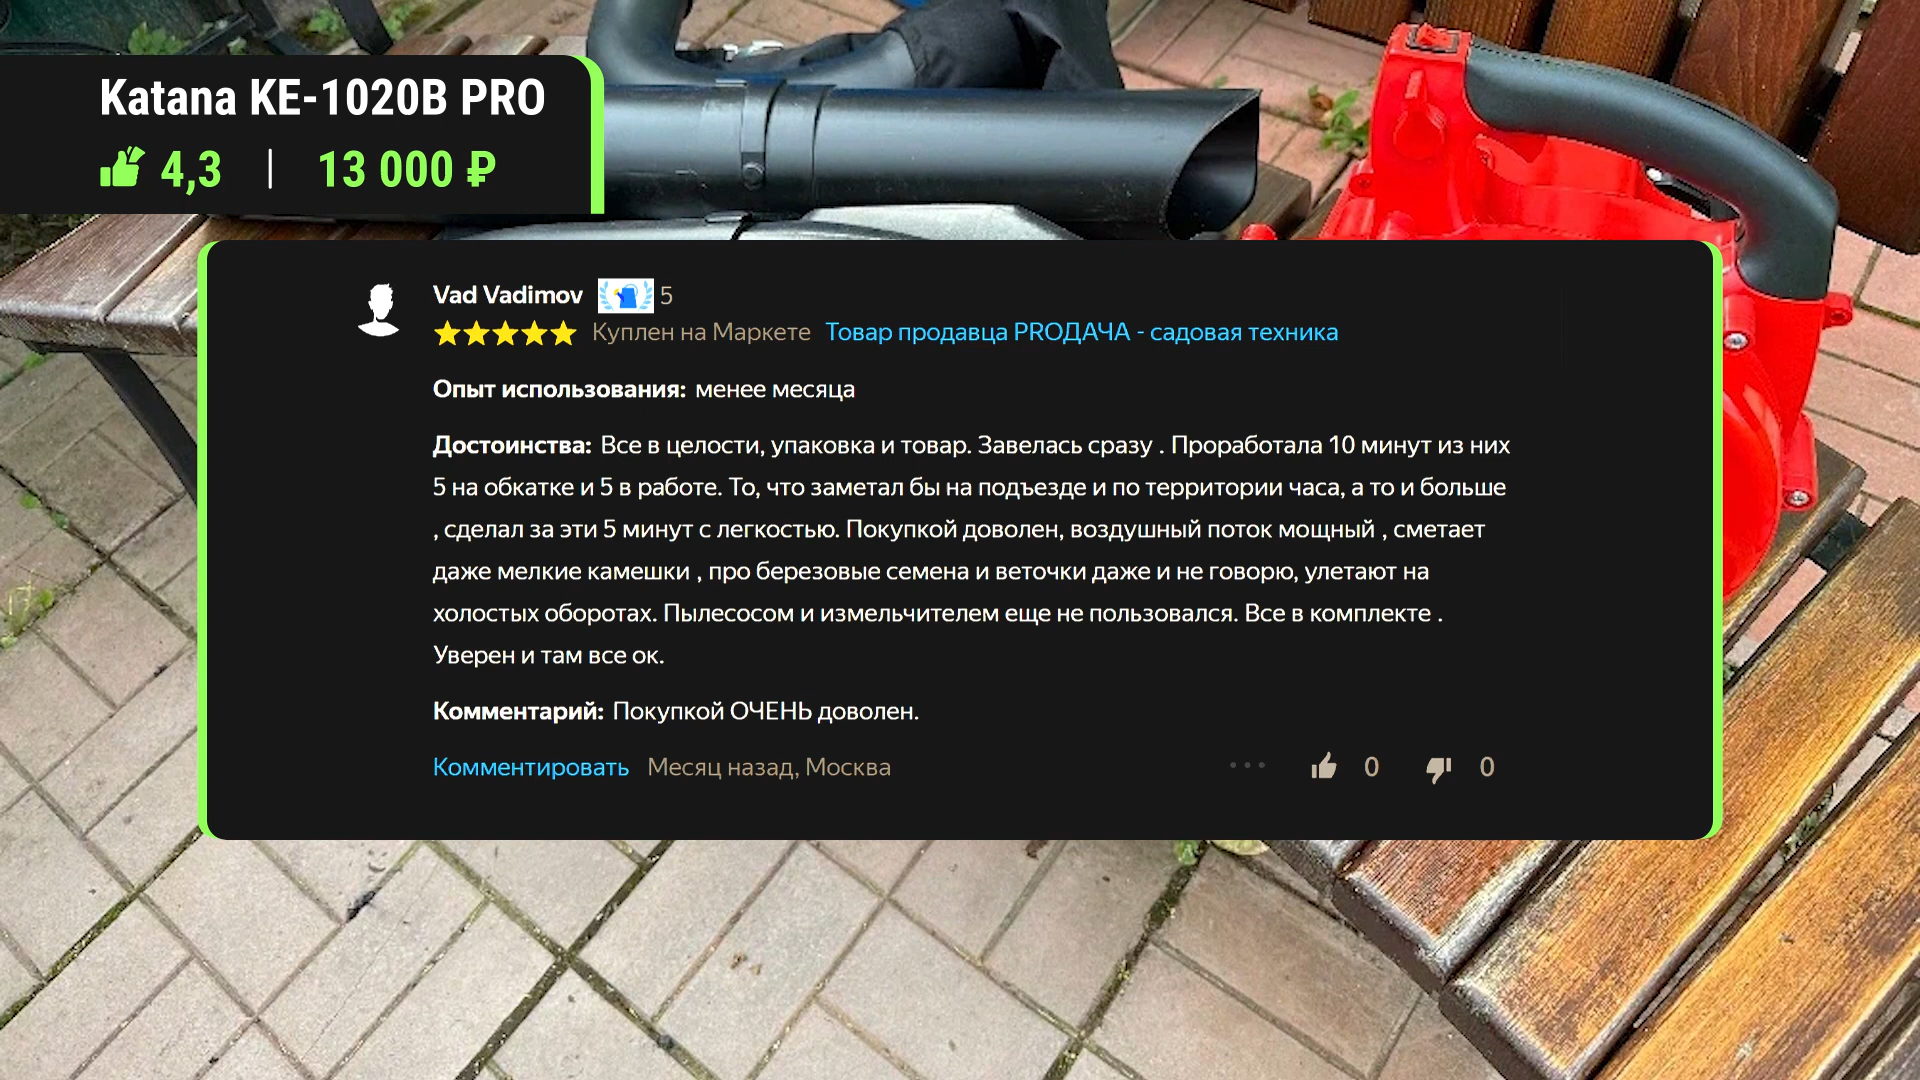 Katana KE-1020B PRO
4,3 | 13 000 ₽
Vad Vadimov 5
Куплен на Маркете Товар продавца PRОДАЧА - садовая техника
Опыт использования: менее месяца
Достоинства: Все в целости, упаковка и товар. Завелась сразу . Проработала 10 минут из них
5 на обкатке и 5 в работе. То, что заметал бы на подъезде и по территории часа, а то и больше
, сделал за эти 5 минут с легкостью. Покупкой доволен, воздушный поток мощный , сметает
даже мелкие камешки , про березовые семена и веточки даже и не говорю, улетают на
холостых оборотах. Пылесосом и измельчителем еще не пользовался. Все в комплекте .
Уверен и там все ок.
Комментарий: Покупкой ОЧЕНЬ доволен.
Комментировать Месяц назад, Москва ··· 0 0